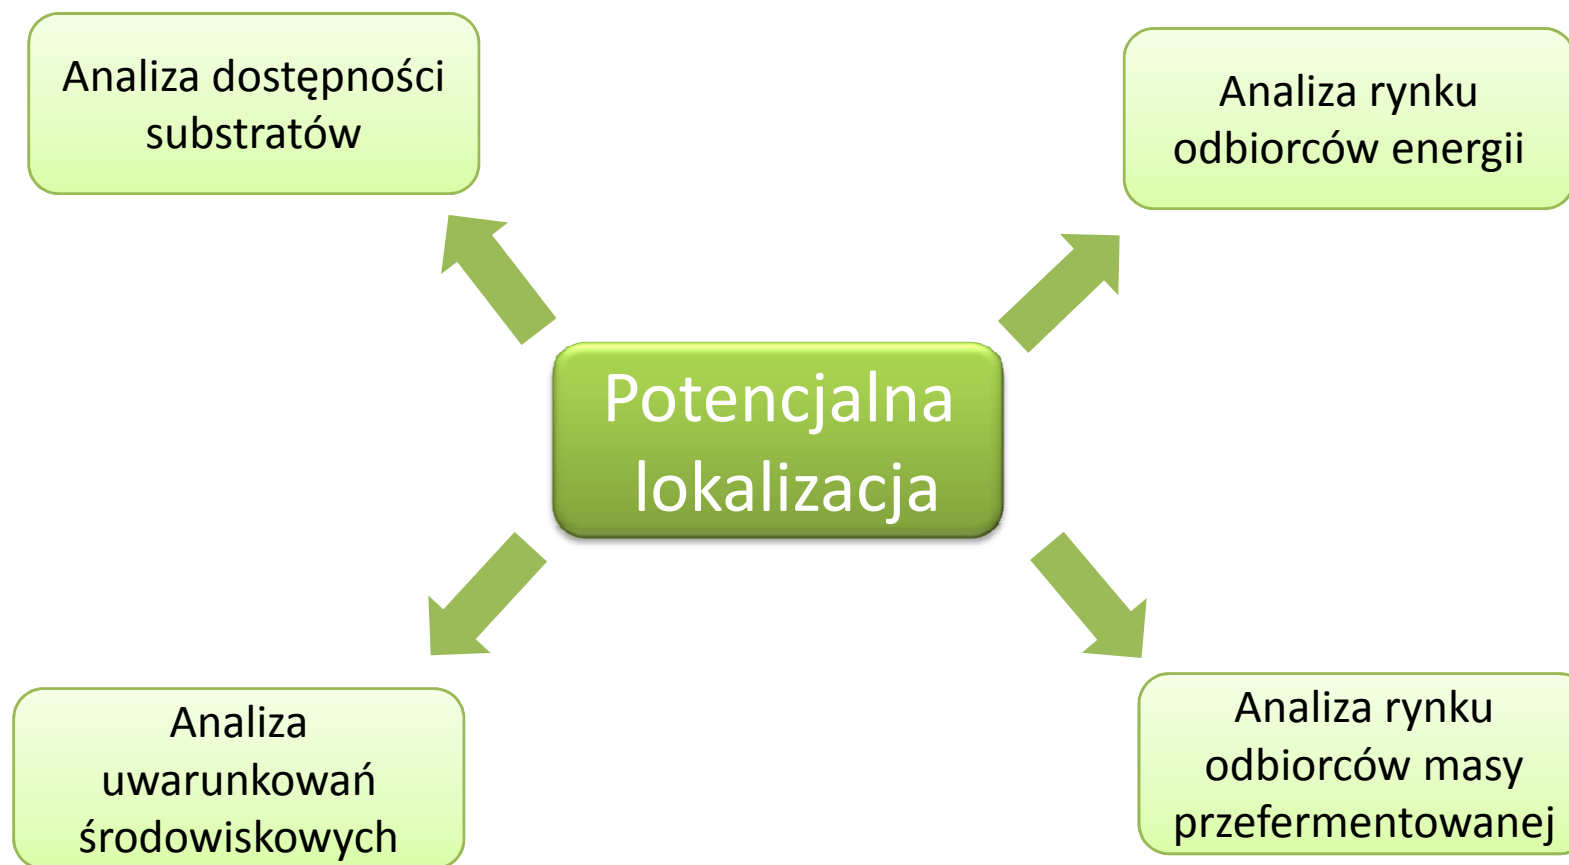 Analiza dostępności
substratów
Analiza rynku
odbiorców energii
Potencjalna
lokalizacja
Analiza
uwarunkowań
środowiskowych
Analiza rynku
odbiorców masy
przefermentowanej